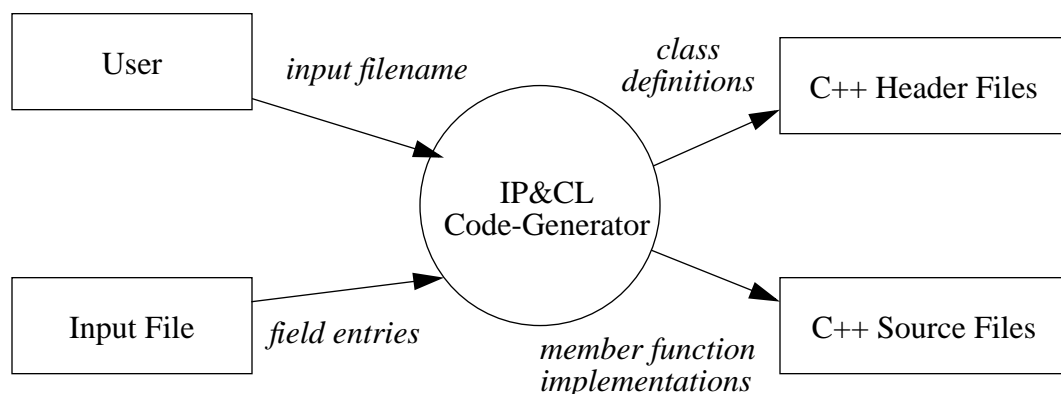 User
input filename
class
definitions
C++ Header Files
IP&CL
Code-Generator
Input File
field entries
member function
implementations
C++ Source Files